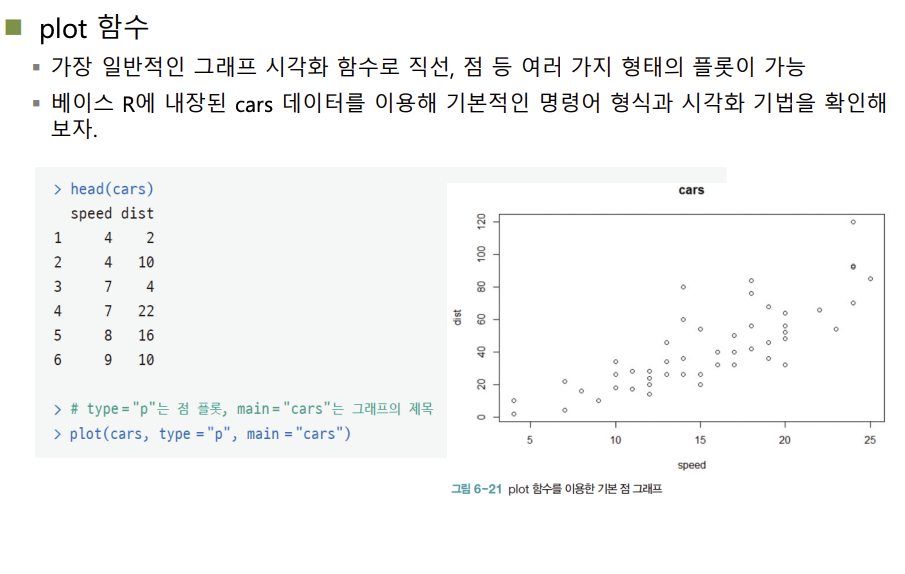 plot 함수
가장 일반적인 그래프 시각화 함수로 직선, 점 등 여러 가지 형태의 플롯이 가능
베이스 R에 내장된 cars 데이터를 이용해 기본적인 명령어 형식과 시각화 기법을 확인해
보자.
> head(cars)
speed dist
1 4 2
2 4 10
3 7 4
4 7 22
5 8 16
6 9 10
> # type="p"는 점 플롯, main="cars"는 그래프의 제목
> plot(cars, type="p", main="cars")
cars
120
100
80
60
40
20
0
dist
5 10 15 20 25
speed
그림 6-21 plot 함수를 이용한 기본 점 그래프